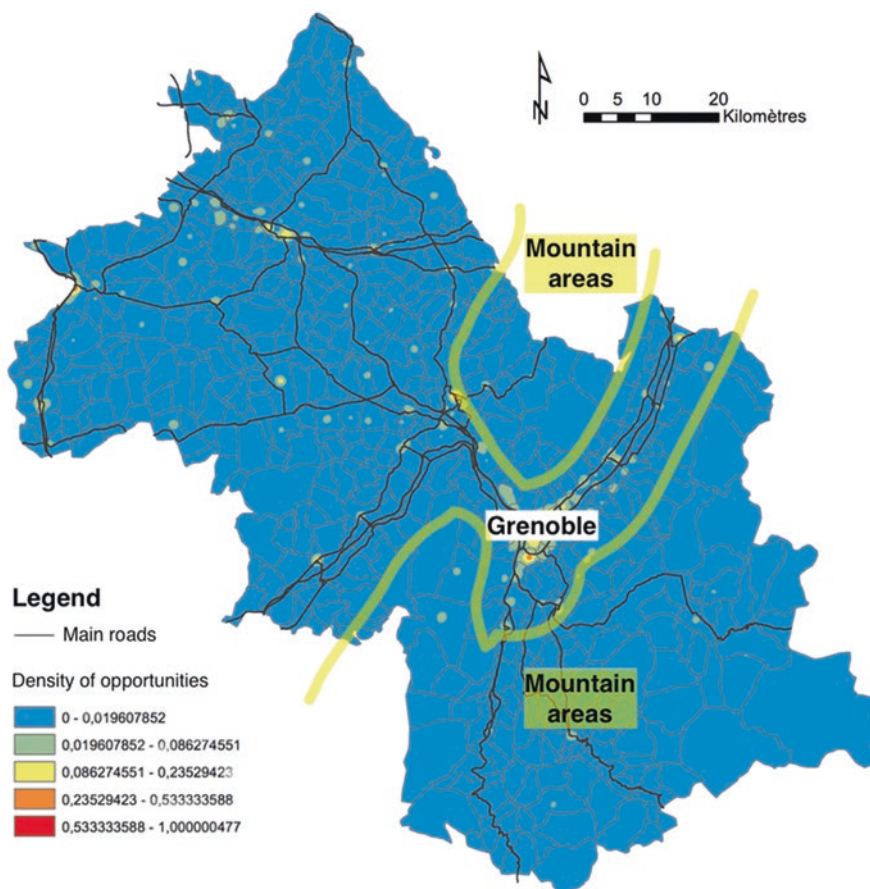 N
0 5 10 20
Kilomètres
Mountain
areas
Grenoble
Mountain
areas
Legend
Main roads
Density of opportunities
0 - 0,019607852
0,019607852 - 0,086274551
0,086274551 - 0,23529423
0,23529423 - 0,533333588
0,533333588 - 1,000000477